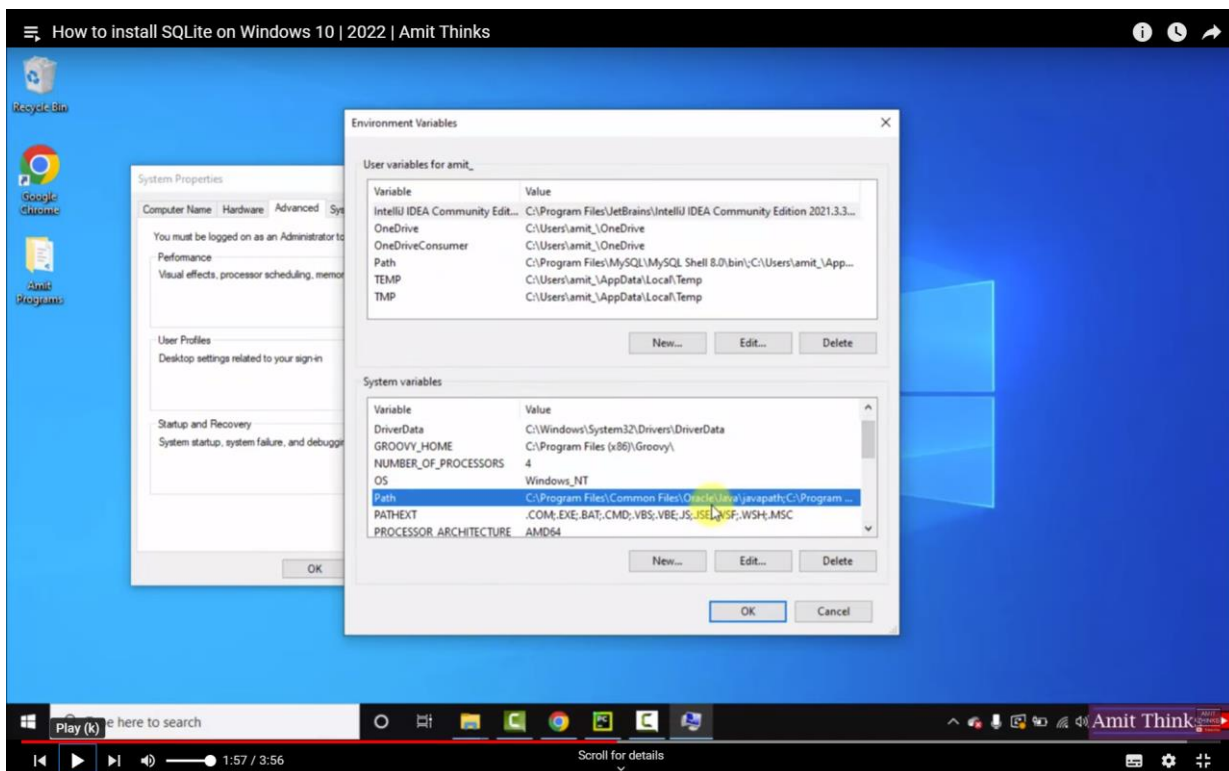 How to install SQLite on Windows 10 | 2022 | Amit Thinks
Recycle Bin
Google Chrome
Amit Programs
System Properties
Computer Name Hardware Advanced Sys
You must be logged on as an Administrator to
Performance
Visual effects, processor scheduling, memor
User Profiles
Desktop settings related to your sign-in
Startup and Recovery
System startup, system failure, and debuggin
OK
Environment Variables
User variables for amit_
Variable Value
IntelliJ IDEA Community Edit... C:\Program Files\JetBrains\IntelliJ IDEA Community Edition 2021.3.3...
OneDrive C:\Users\amit_\OneDrive
OneDriveConsumer C:\Users\amit_\OneDrive
Path C:\Program Files\MySQL\MySQL Shell 8.0\bin\;C:\Users\amit_\App...
TEMP C:\Users\amit_\AppData\Local\Temp
TMP C:\Users\amit_\AppData\Local\Temp
New... Edit... Delete
System variables
Variable Value
DriverData C:\Windows\System32\Drivers\DriverData
GROOVY_HOME C:\Program Files (x86)\Groovy\
NUMBER_OF_PROCESSORS 4
OS Windows_NT
Path C:\Program Files\Common Files\Oracle\Java\javapath;C:\Program ...
PATHEXT .COM;.EXE;.BAT;.CMD;.VBS;.VBE;.JS;.JSE;.WSF;.WSH;.MSC
PROCESSOR_ARCHITECTURE AMD64
New... Edit... Delete
OK Cancel
Play (k) e here to search
Amit Think
1:57 / 3:56
Scroll for details